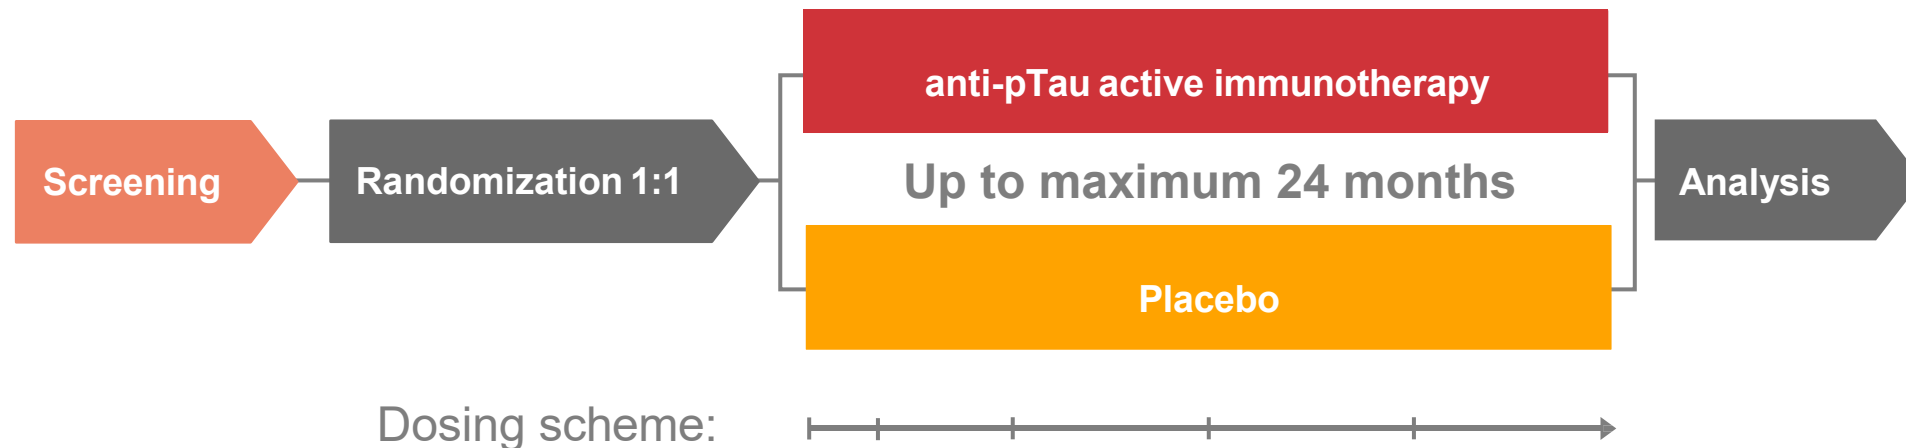 anti-pTau active immunotherapy
Screening
Randomization 1:1
Up to maximum 24 months
Analysis
Placebo
Dosing scheme: